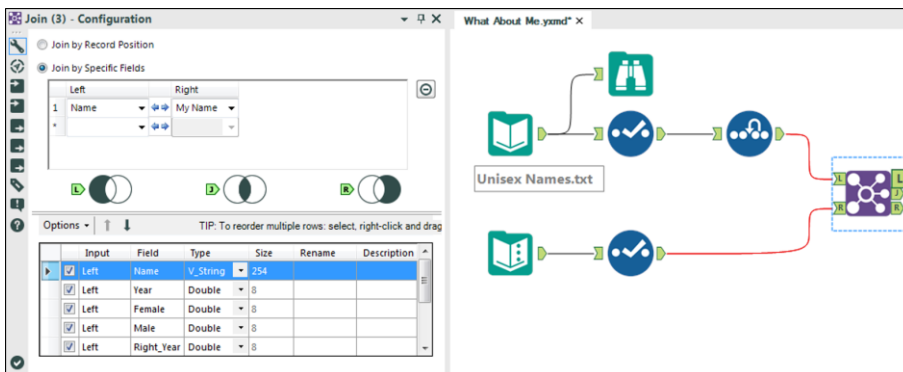 Join (3) - Configuration
Join by Record Position
Join by Specific Fields
Left Right
1 Name My Name
*
L J R
Options TIP: To reorder multiple rows: select, right-click and drag
Input Field Type Size Rename Description
Left Name V_String 254
Left Year Double 8
Left Female Double 8
Left Male Double 8
Left Right_Year Double 8
What About Me.yxmd*
Unisex Names.txt
L L
J
R R